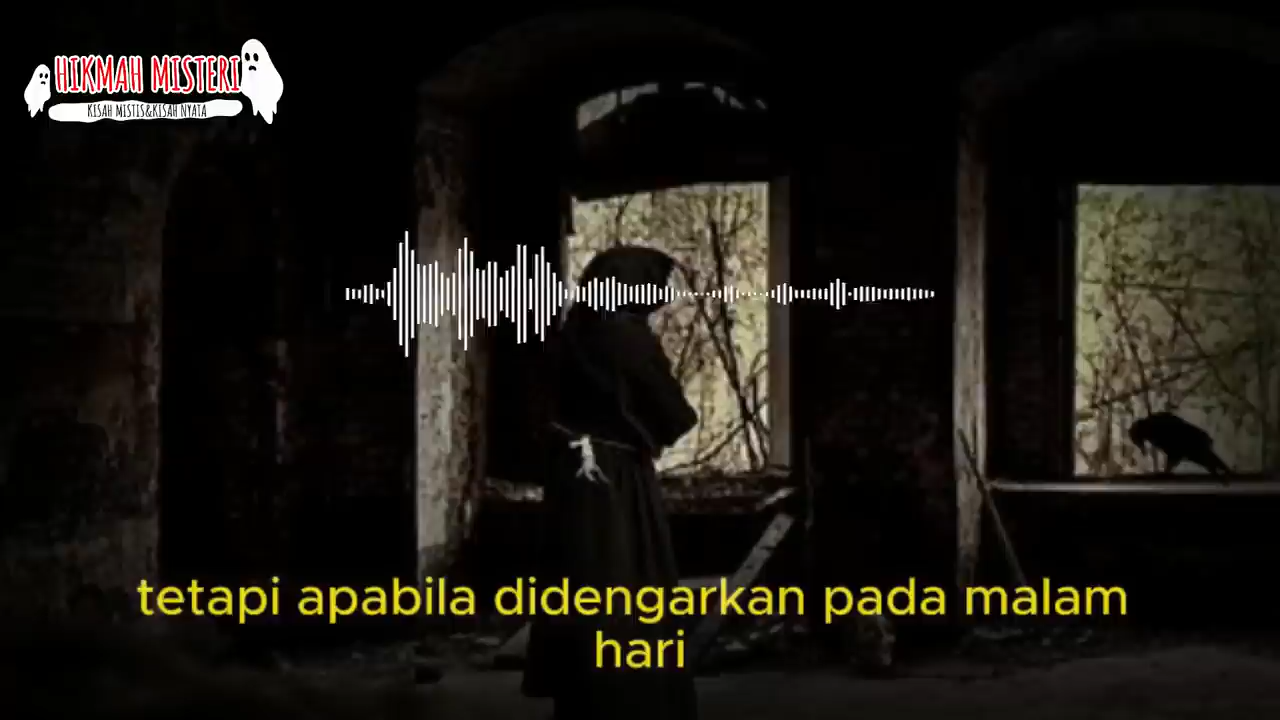 HIKMAH MISTERI
KISAH MISTIS&KISAH NYATA
tetapi apabila didengarkan pada malam
hari